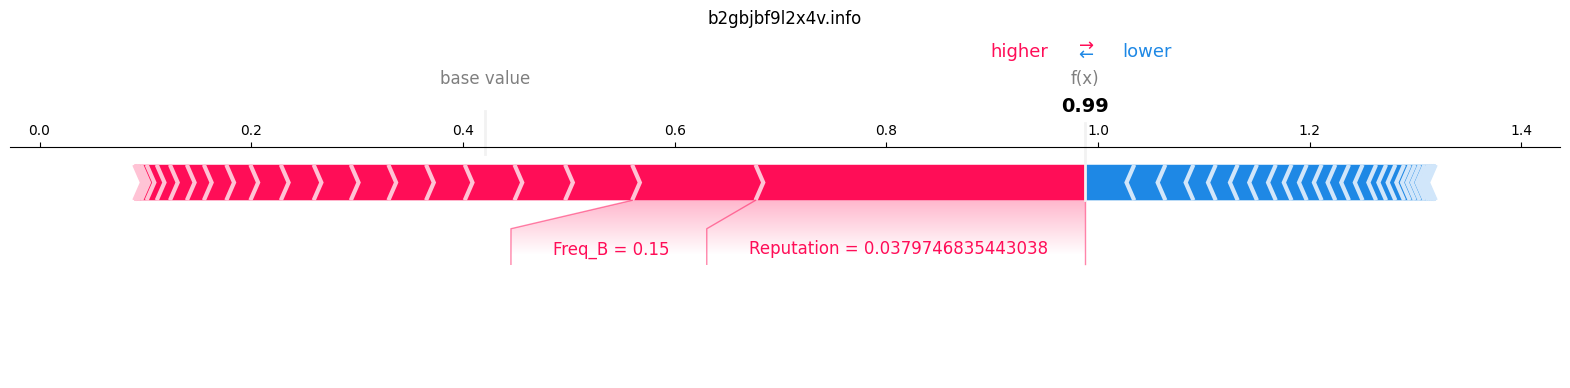 b2gbjbf9l2x4v.info
higher ⇄ lower
base value f(x)
0.99
0.0 0.2 0.4 0.6 0.8 1.0 1.2 1.4
Freq_B = 0.15 Reputation = 0.0379746835443038